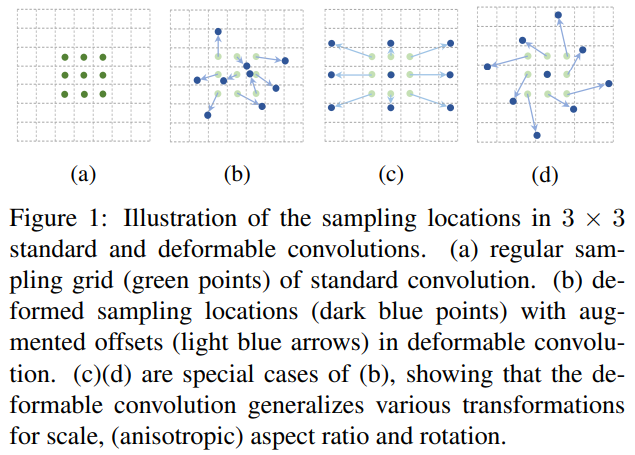 (a)
(b)
(c)
(d)
Figure 1: Illustration of the sampling locations in 3 × 3
standard and deformable convolutions. (a) regular sam-
pling grid (green points) of standard convolution. (b) de-
formed sampling locations (dark blue points) with aug-
mented offsets (light blue arrows) in deformable convolu-
tion. (c)(d) are special cases of (b), showing that the de-
formable convolution generalizes various transformations
for scale, (anisotropic) aspect ratio and rotation.